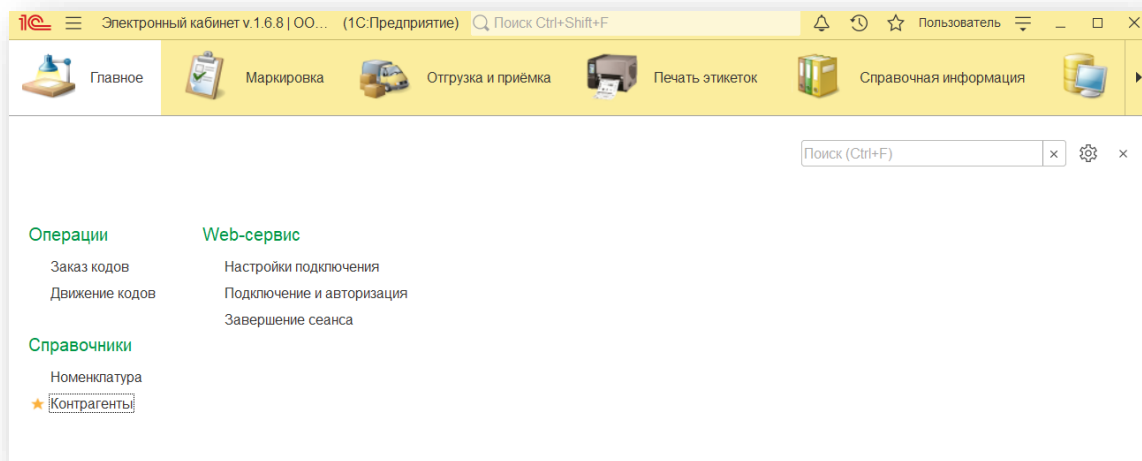 1С Электронный кабинет v.1.6.8 | ОО... (1С:Предприятие) Поиск Ctrl+Shift+F Пользователь
Главное Маркировка Отгрузка и приёмка Печать этикеток Справочная информация
Поиск (Ctrl+F)
Операции Web-сервис
Заказ кодов Настройки подключения
Движение кодов Подключение и авторизация
Завершение сеанса
Справочники
Номенклатура
Контрагенты